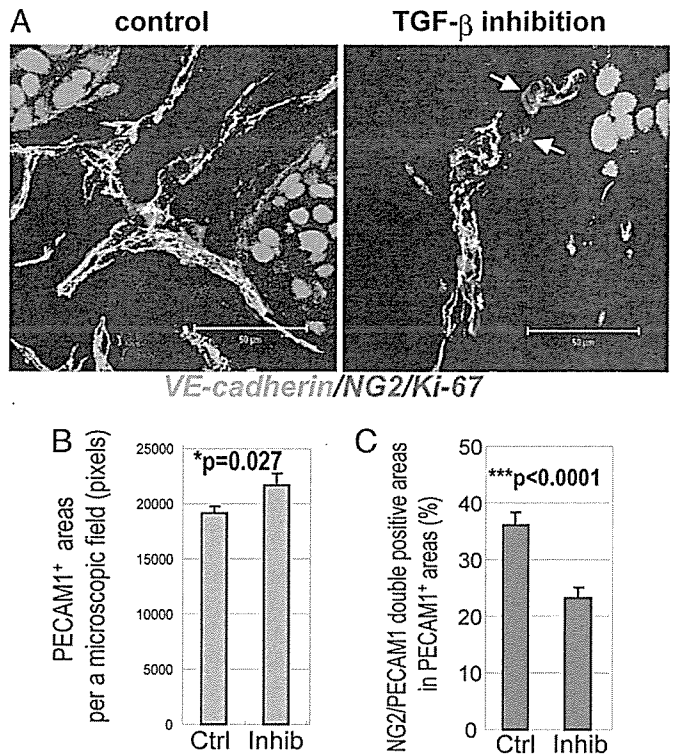 A
control
TGF-β inhibition
50 µm
50 µm
VE-cadherin/NG2/Ki-67
B
PECAM1+ areas
per a microscopic field (pixels)
25000
20000
15000
10000
5000
0
*p=0.027
Ctrl Inhib
C
NG2/PECAM1 double positive areas
in PECAM1+ areas (%)
50
40
30
20
10
0
***p<0.0001
Ctrl Inhib